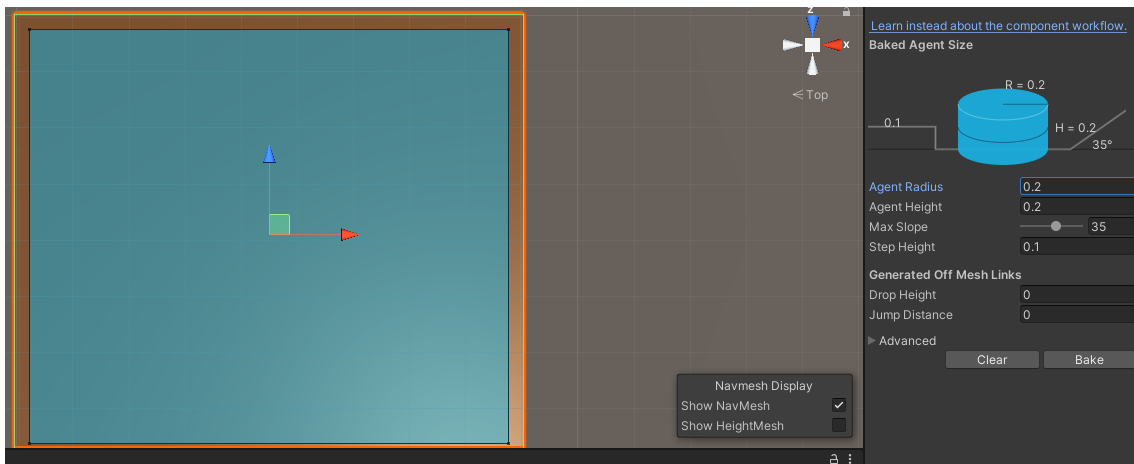 z
x
Top
Navmesh Display
Show NavMesh
Show HeightMesh
Learn instead about the component workflow.
Baked Agent Size
R = 0.2
0.1
H = 0.2
35°
Agent Radius 0.2
Agent Height 0.2
Max Slope 35
Step Height 0.1
Generated Off Mesh Links
Drop Height 0
Jump Distance 0
Advanced
Clear Bake